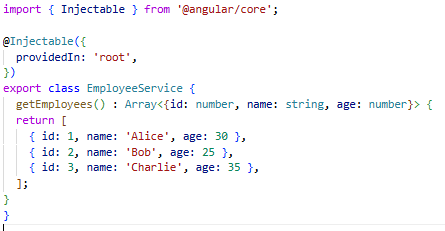 import { Injectable } from '@angular/core';

@Injectable({
  providedIn: 'root',
})
export class EmployeeService {
  getEmployees() : Array<{id: number, name: string, age: number}> {
  return [
    { id: 1, name: 'Alice', age: 30 },
    { id: 2, name: 'Bob', age: 25 },
    { id: 3, name: 'Charlie', age: 35 },
  ];
}
}